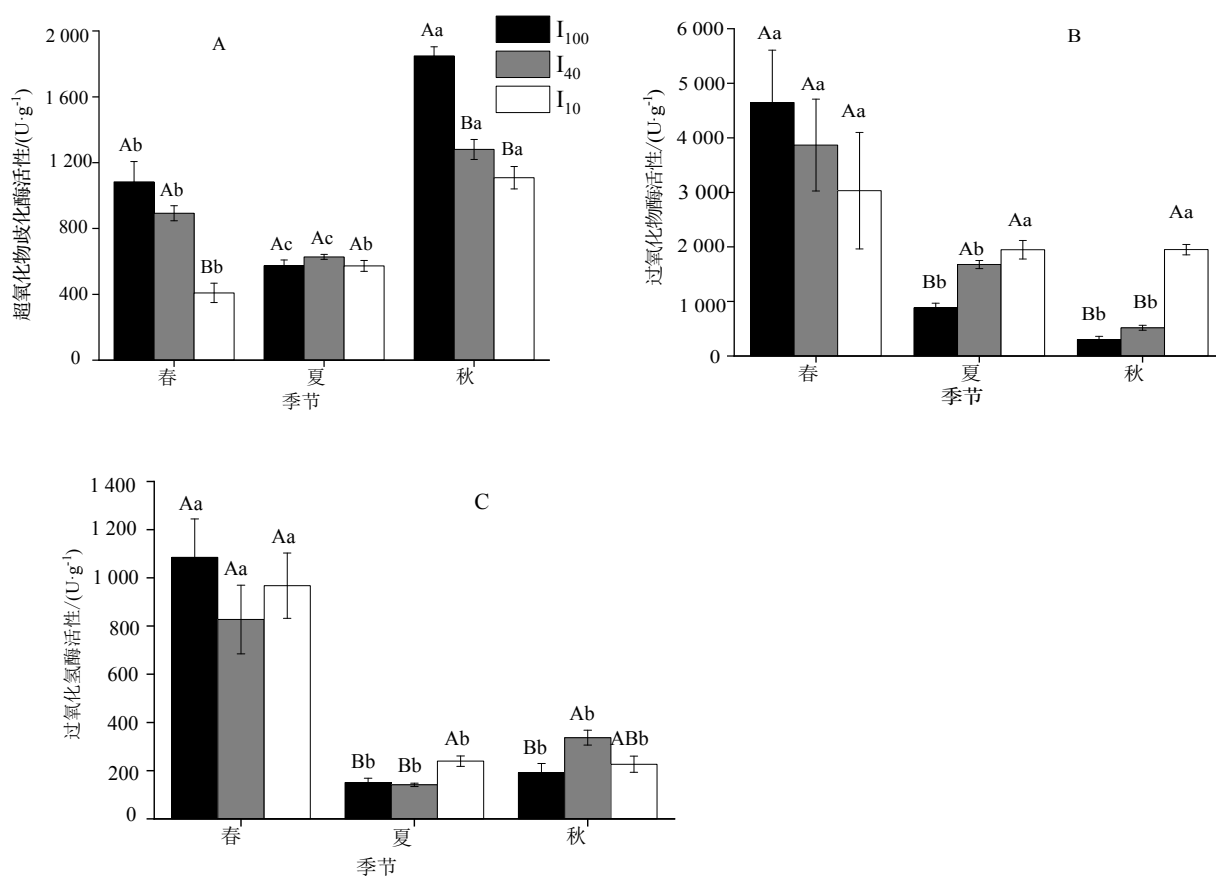 A
I100
I40
I10
超氧化物歧化酶活性/(U·g-1)
2 000
1 600
1 200
800
400
0
Ab
Ab
Bb
Ac
Ac
Ab
Aa
Ba
Ba
春
夏
秋
季节
B
过氧化物酶活性/(U·g-1)
6 000
5 000
4 000
3 000
2 000
1 000
0
Aa
Aa
Aa
Bb
Ab
Aa
Bb
Bb
Aa
春
夏
秋
季节
C
过氧化氢酶活性/(U·g-1)
1 400
1 200
1 000
800
600
400
200
0
Aa
Aa
Aa
Bb
Bb
Ab
Bb
Ab
ABb
春
夏
秋
季节